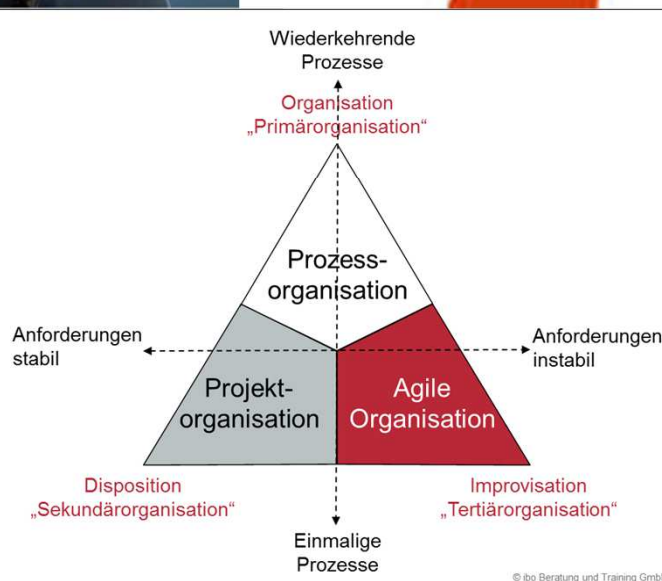 Wiederkehrende
Prozesse
Organisation
„Primärorganisation“
Prozess-
organisation
Anforderungen
stabil
Anforderungen
instabil
Projekt-
organisation
Agile
Organisation
Disposition
„Sekundärorganisation“
Improvisation
„Tertiärorganisation“
Einmalige
Prozesse
© ibo Beratung und Training GmbH